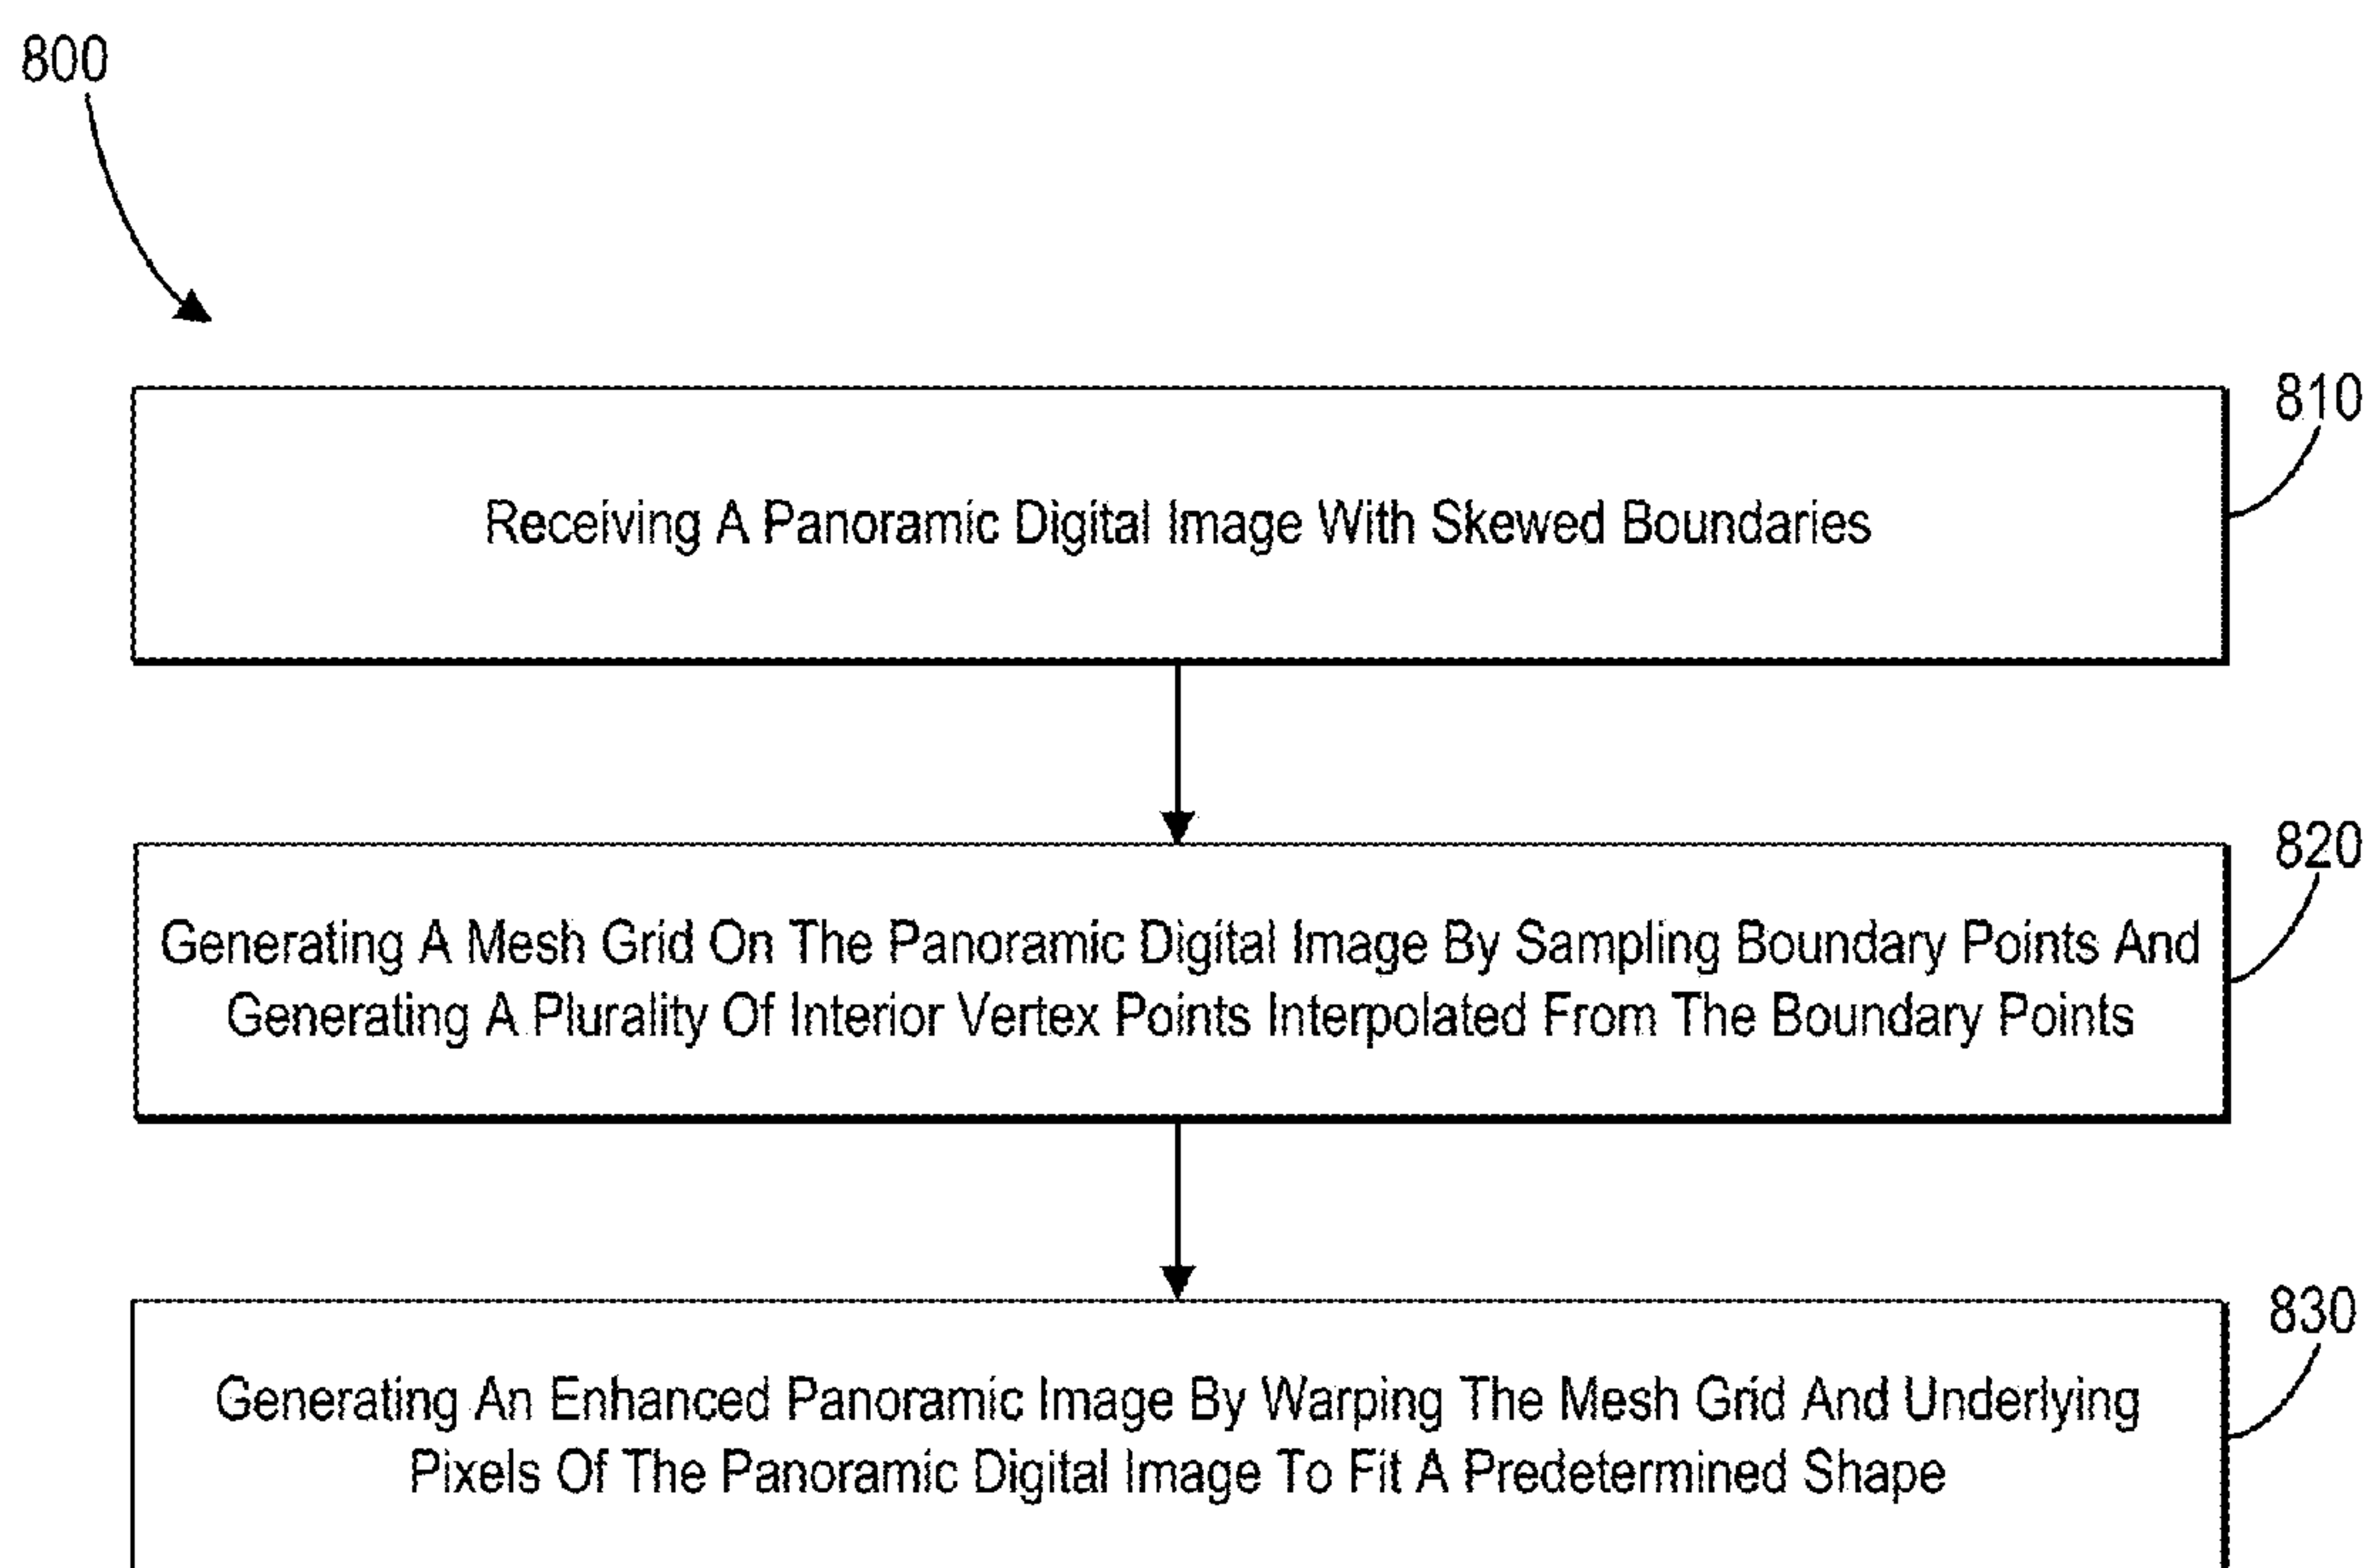 800
810
Receiving A Panoramic Digital Image With Skewed Boundaries
820
Generating A Mesh Grid On The Panoramic Digital Image By Sampling Boundary Points And
Generating A Plurality Of Interior Vertex Points Interpolated From The Boundary Points
830
Generating An Enhanced Panoramic Image By Warping The Mesh Grid And Underlying
Pixels Of The Panoramic Digital Image To Fit A Predetermined Shape